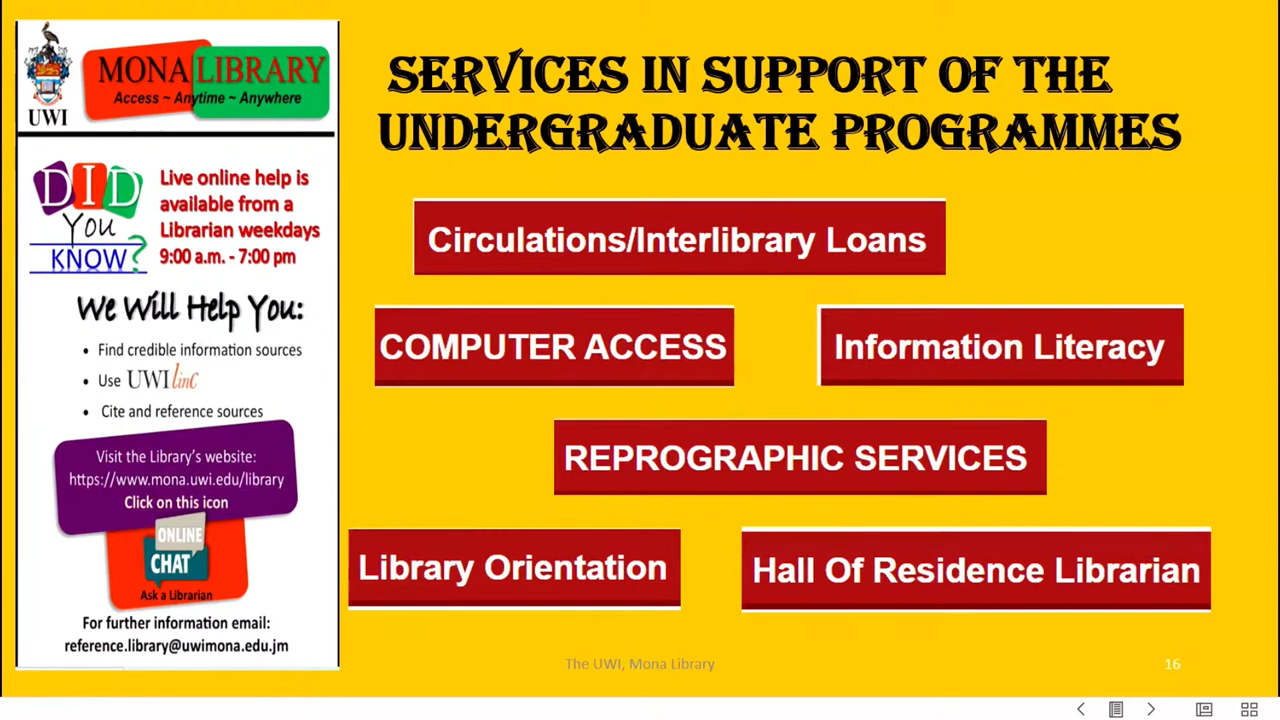 UWI
MONA LIBRARY
Access ~ Anytime ~ Anywhere
DID
You
KNOW?
Live online help is
available from a
Librarian weekdays
9:00 a.m. - 7:00 pm
We Will Help You:
• Find credible information sources
• Use UWIlinc
• Cite and reference sources
Visit the Library's website:
https://www.mona.uwi.edu/library
Click on this icon
ONLINE
CHAT
Ask a Librarian
For further information email:
reference.library@uwimona.edu.jm
SERVICES IN SUPPORT OF THE
UNDERGRADUATE PROGRAMMES
Circulations/Interlibrary Loans
COMPUTER ACCESS
Information Literacy
REPROGRAPHIC SERVICES
Library Orientation
Hall Of Residence Librarian
The UWI, Mona Library
16